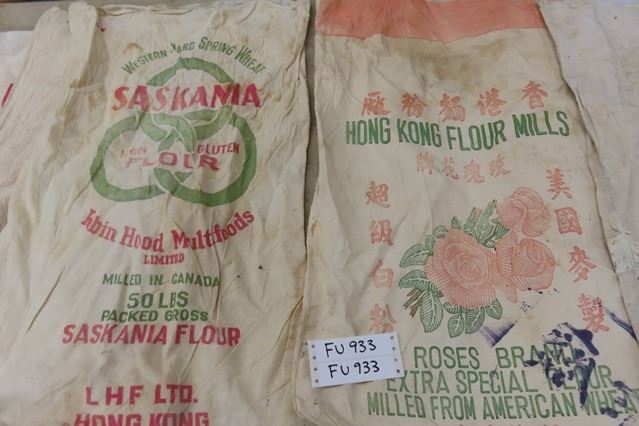 WESTERN HARD SPRING WHEAT
SASKANIA
GLUTEN
FLOUR
Robin Hood Multifoods
LIMITED
MILLED IN CANADA
50 LBS
PACKED GROSS
SASKANIA FLOUR
LHF LTD.
HONG KONG
香港麵粉廠
HONG KONG FLOUR MILLS
玫瑰花牌
美國麥製
超級白粉
FU 933
FU 933
ROSES BRAND
EXTRA SPECIAL FLOUR
MILLED FROM AMERICAN WHEAT